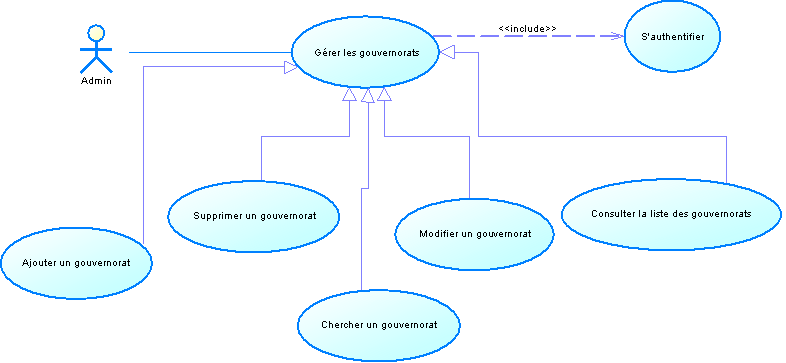 <<include>>
Gérer les gouvernorats
S'authentifier
Admin
Supprimer un gouvernorat
Consulter la liste des gouvernorats
Modifier un gouvernorat
Ajouter un gouvernorat
Chercher un gouvernorat